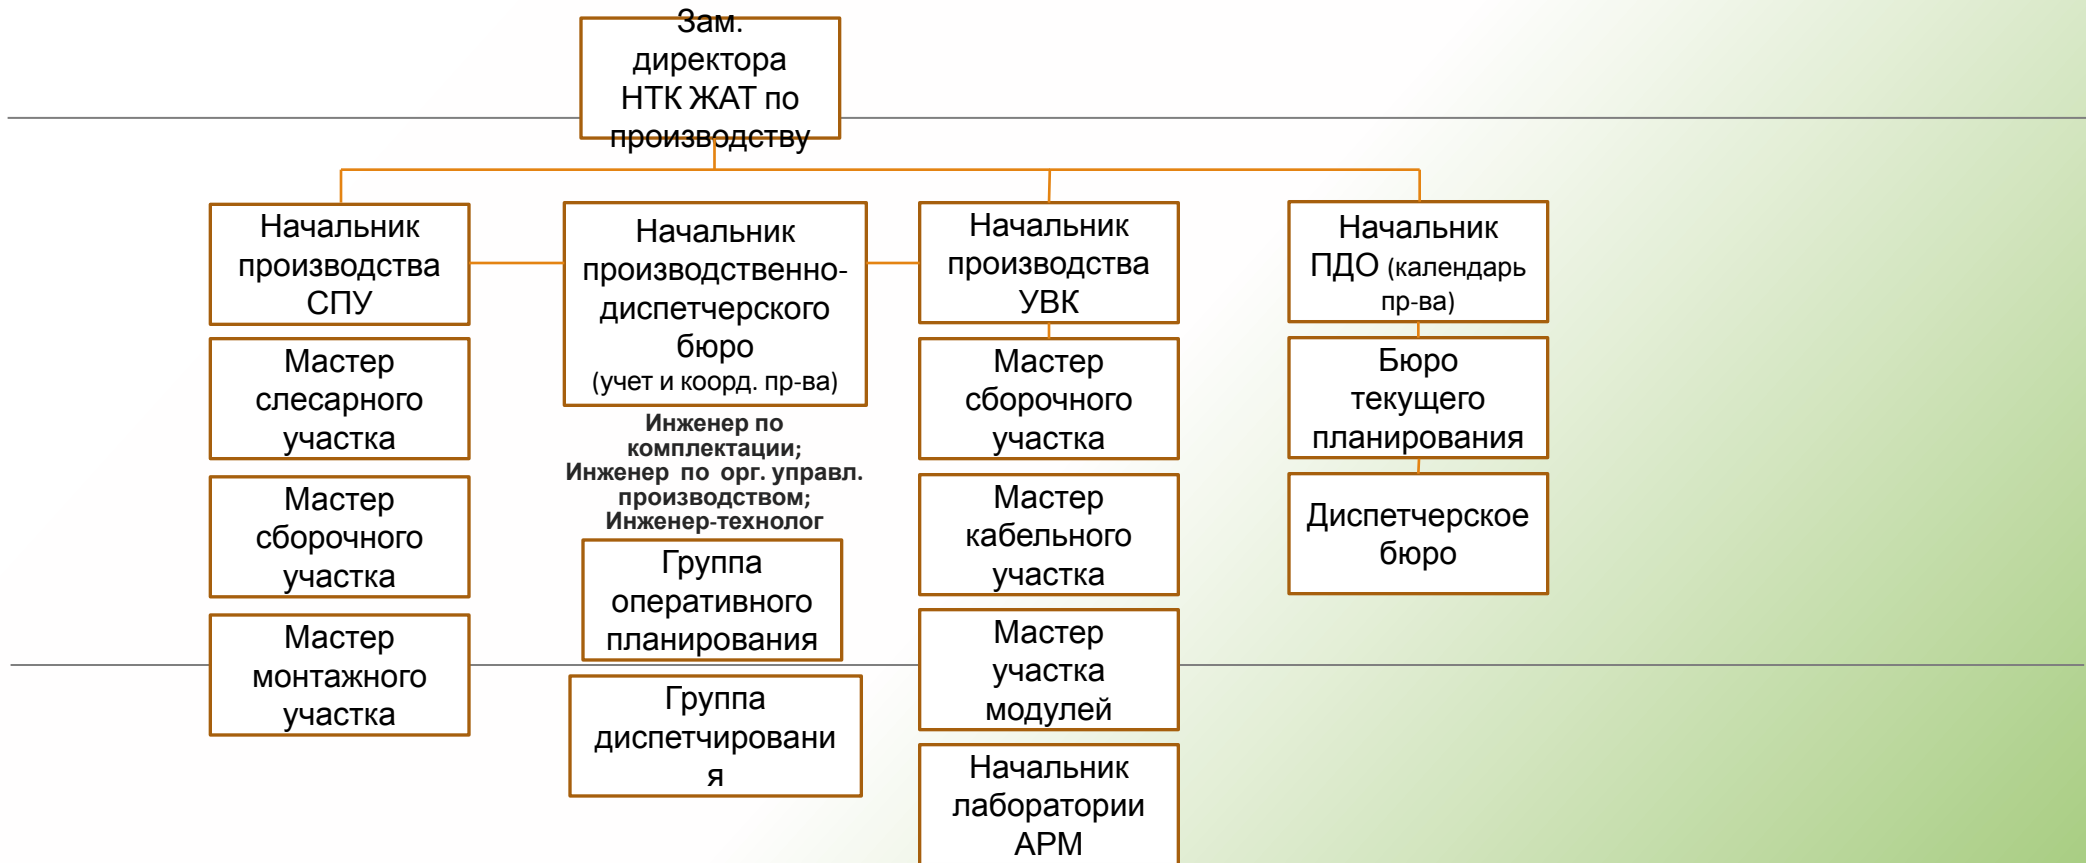 Зам.
директора
НТК ЖАТ по
производству
Начальник
производства
СПУ
Мастер
слесарного
участка
Мастер
сборочного
участка
Мастер
монтажного
участка
Начальник
производственно-
диспетчерского
бюро
(учет и коорд. пр-ва)
Инженер по
комплектации;
Инженер по орг. управл.
производством;
Инженер-технолог
Группа
оперативного
планирования
Группа
диспетчировани
я
Начальник
производства
УВК
Мастер
сборочного
участка
Мастер
кабельного
участка
Мастер
участка
модулей
Начальник
лаборатории
АРМ
Начальник
ПДО (календарь
пр-ва)
Бюро
текущего
планирования
Диспетчерское
бюро